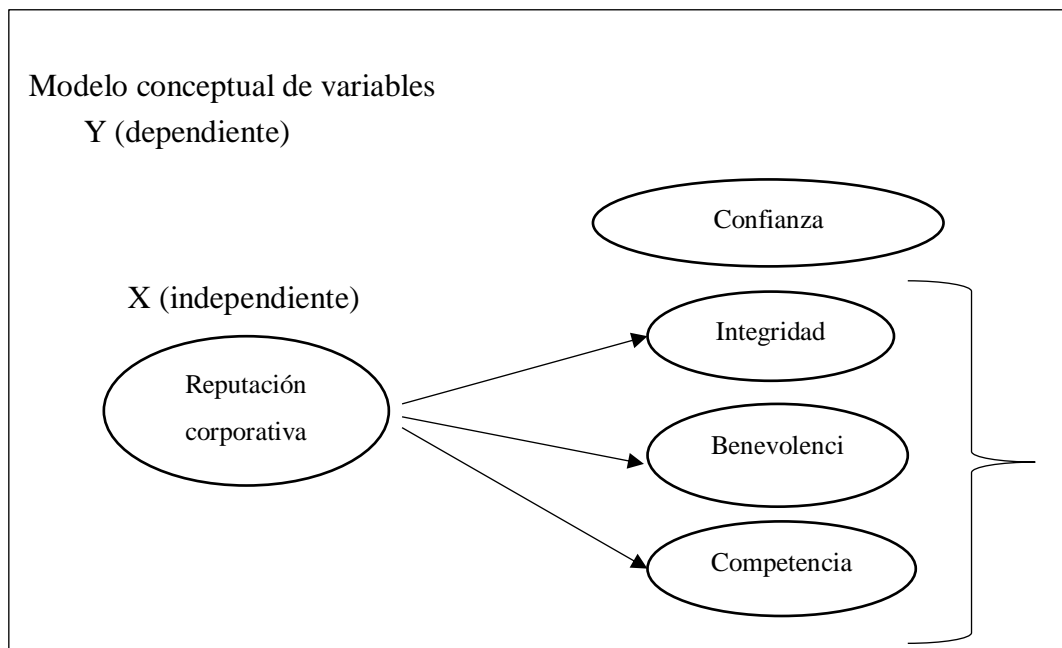 Modelo conceptual de variables
Y (dependiente)
Confianza
X (independiente)
Integridad
Reputación
corporativa
Benevolenci
Competencia